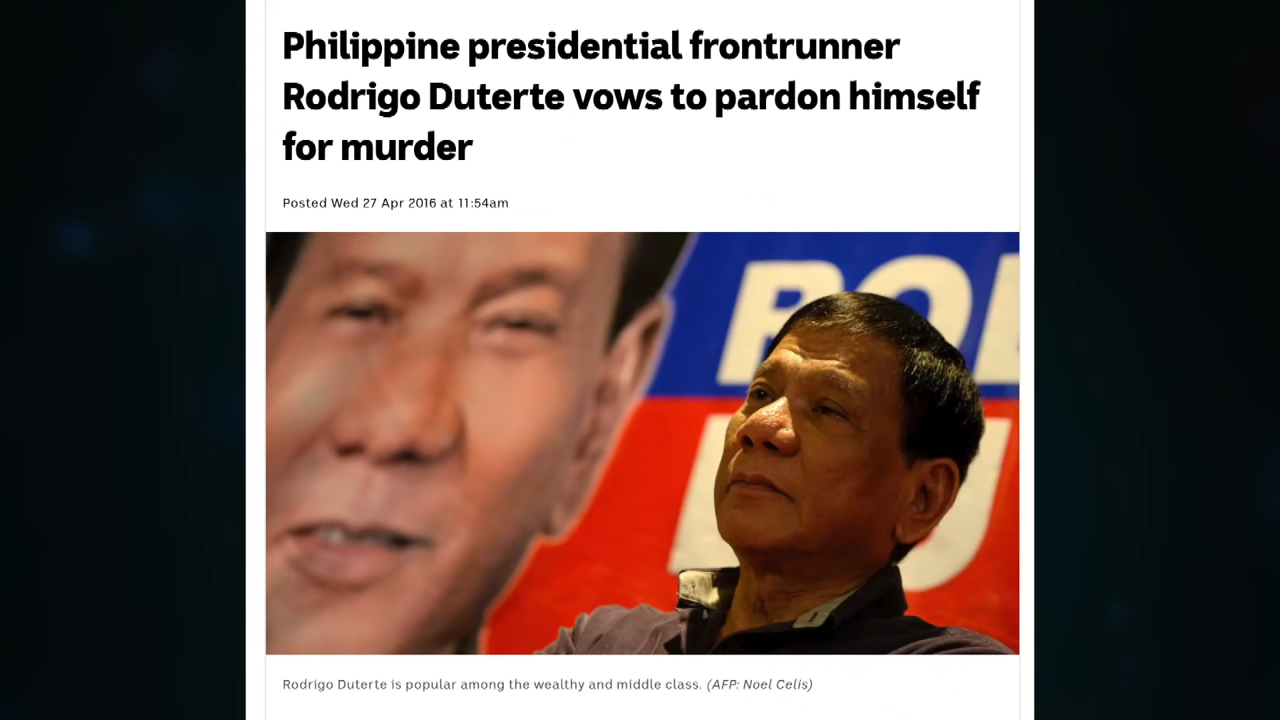 Philippine presidential frontrunner
Rodrigo Duterte vows to pardon himself
for murder
Posted Wed 27 Apr 2016 at 11:54am
Rodrigo Duterte is popular among the wealthy and middle class. (AFP: Noel Celis)